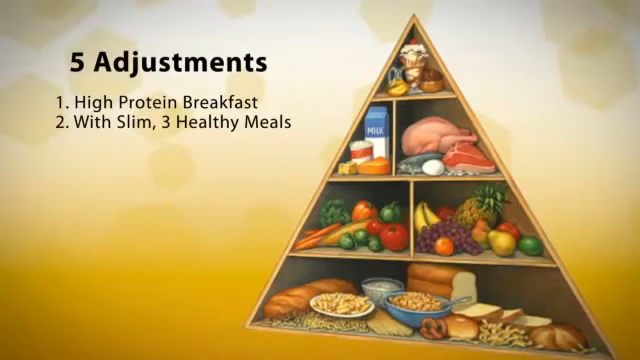 5 Adjustments
1. High Protein Breakfast
2. With Slim, 3 Healthy Meals
MILK